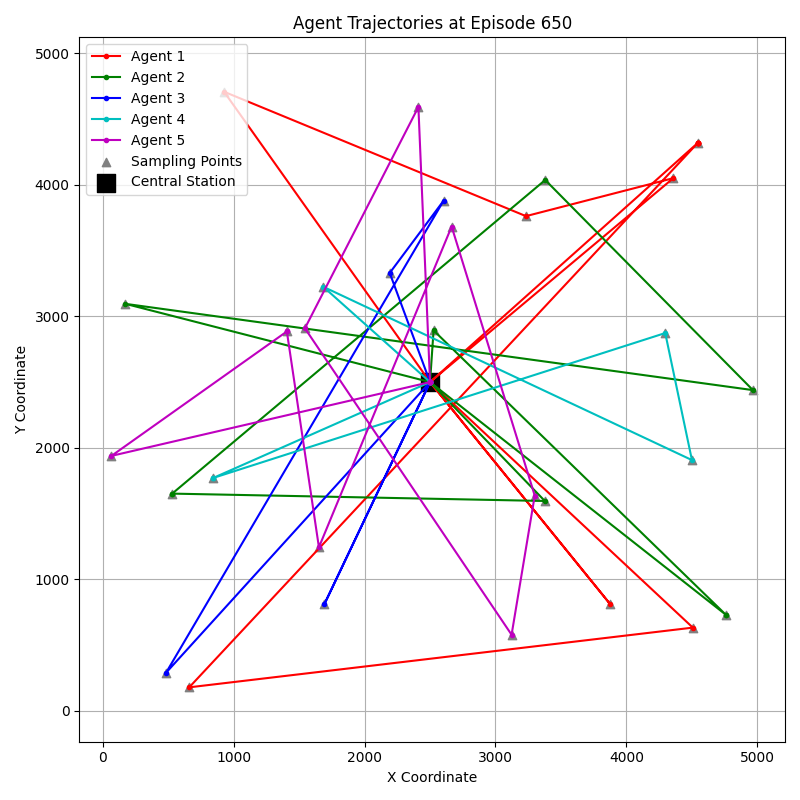 Agent Trajectories at Episode 650
Agent 1
Agent 2
Agent 3
Agent 4
Agent 5
Sampling Points
Central Station
5000
4000
3000
2000
1000
0
Y Coordinate
0 1000 2000 3000 4000 5000
X Coordinate